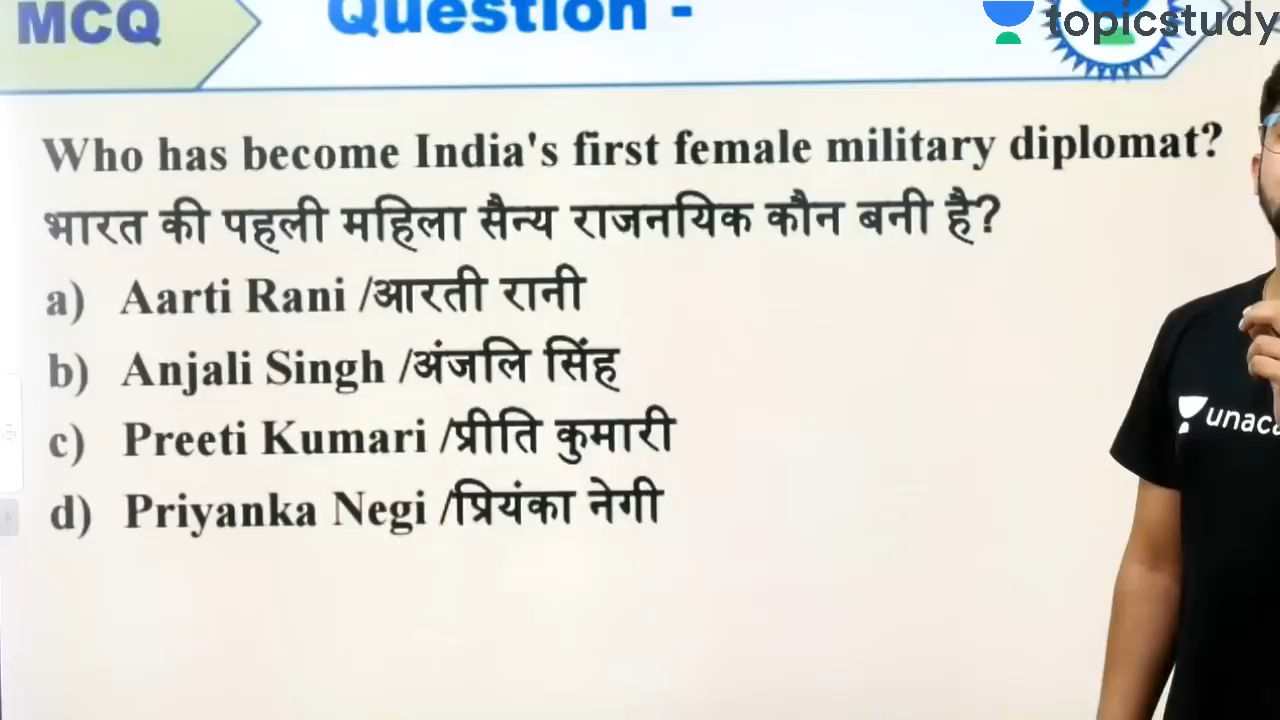 MCQ Question -
topicstudy
Who has become India's first female military diplomat?
भारत की पहली महिला सैन्य राजनयिक कौन बनी है?
a) Aarti Rani /आरती रानी
b) Anjali Singh /अंजलि सिंह
c) Preeti Kumari /प्रीति कुमारी
d) Priyanka Negi /प्रियंका नेगी